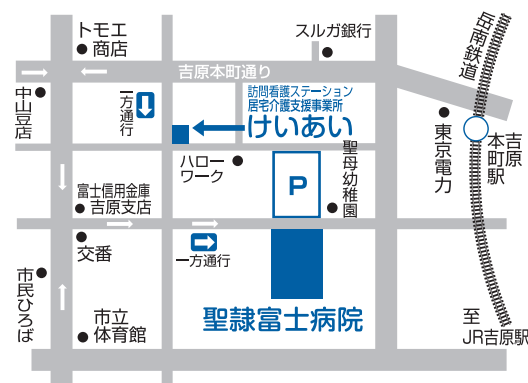 トモエ
商店
スルガ銀行
岳南鉄道
吉原本町通り
中山豆店
一方通行
訪問看護ステーション
居宅介護支援事業所
けいあい
東京電力
吉原
本町駅
ハロー
ワーク
P
聖母幼稚園
富士信用金庫
吉原支店
交番
一方通行
市民ひろば
聖隷富士病院
市立
体育館
至
JR吉原駅